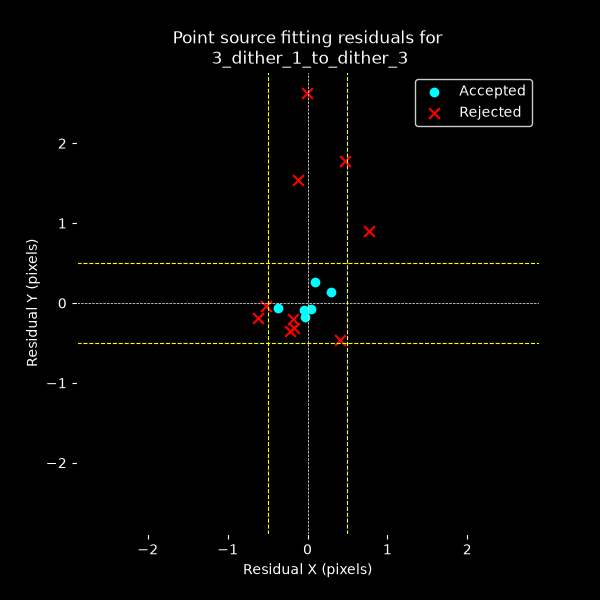 Point source fitting residuals for
3_dither_1_to_dither_3
Accepted
Rejected
Residual Y (pixels)
2
1
0
−1
−2
−2
−1
0
1
2
Residual X (pixels)